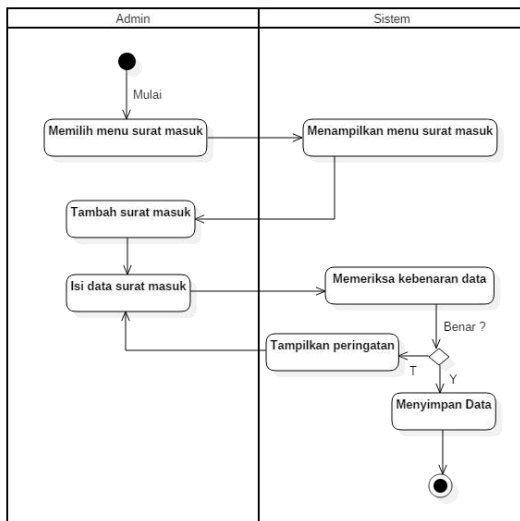 Admin
Sistem
Mulai
Memilih menu surat masuk
Menampilkan menu surat masuk
Tambah surat masuk
Isi data surat masuk
Memeriksa kebenaran data
Benar ?
Tampilkan peringatan
T
Y
Menyimpan Data